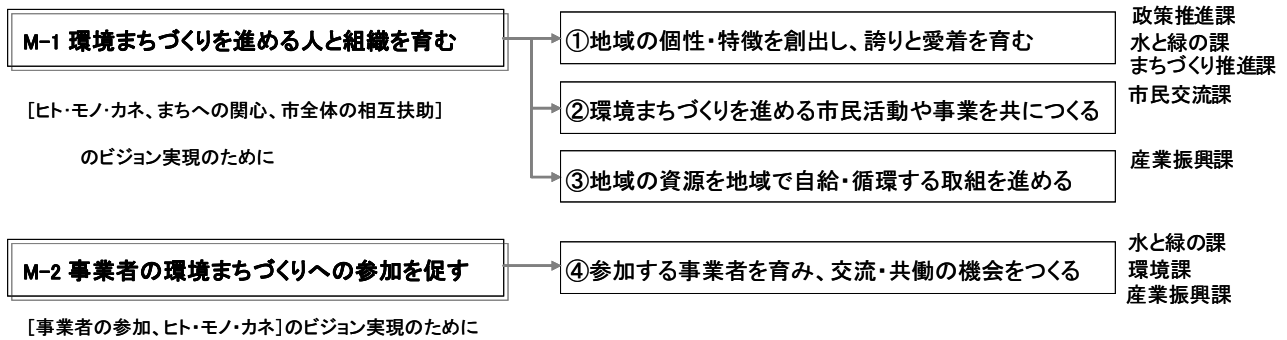 M-1 環境まちづくりを進める人と組織を育む
[ヒト・モノ・カネ、まちへの関心、市全体の相互扶助]
のビジョン実現のために
①地域の個性・特徴を創出し、誇りと愛着を育む
政策推進課
水と緑の課
まちづくり推進課
②環境まちづくりを進める市民活動や事業を共につくる
市民交流課
③地域の資源を地域で自給・循環する取組を進める
産業振興課
M-2 事業者の環境まちづくりへの参加を促す
[事業者の参加、ヒト・モノ・カネ]のビジョン実現のために
④参加する事業者を育み、交流・共働の機会をつくる
水と緑の課
環境課
産業振興課